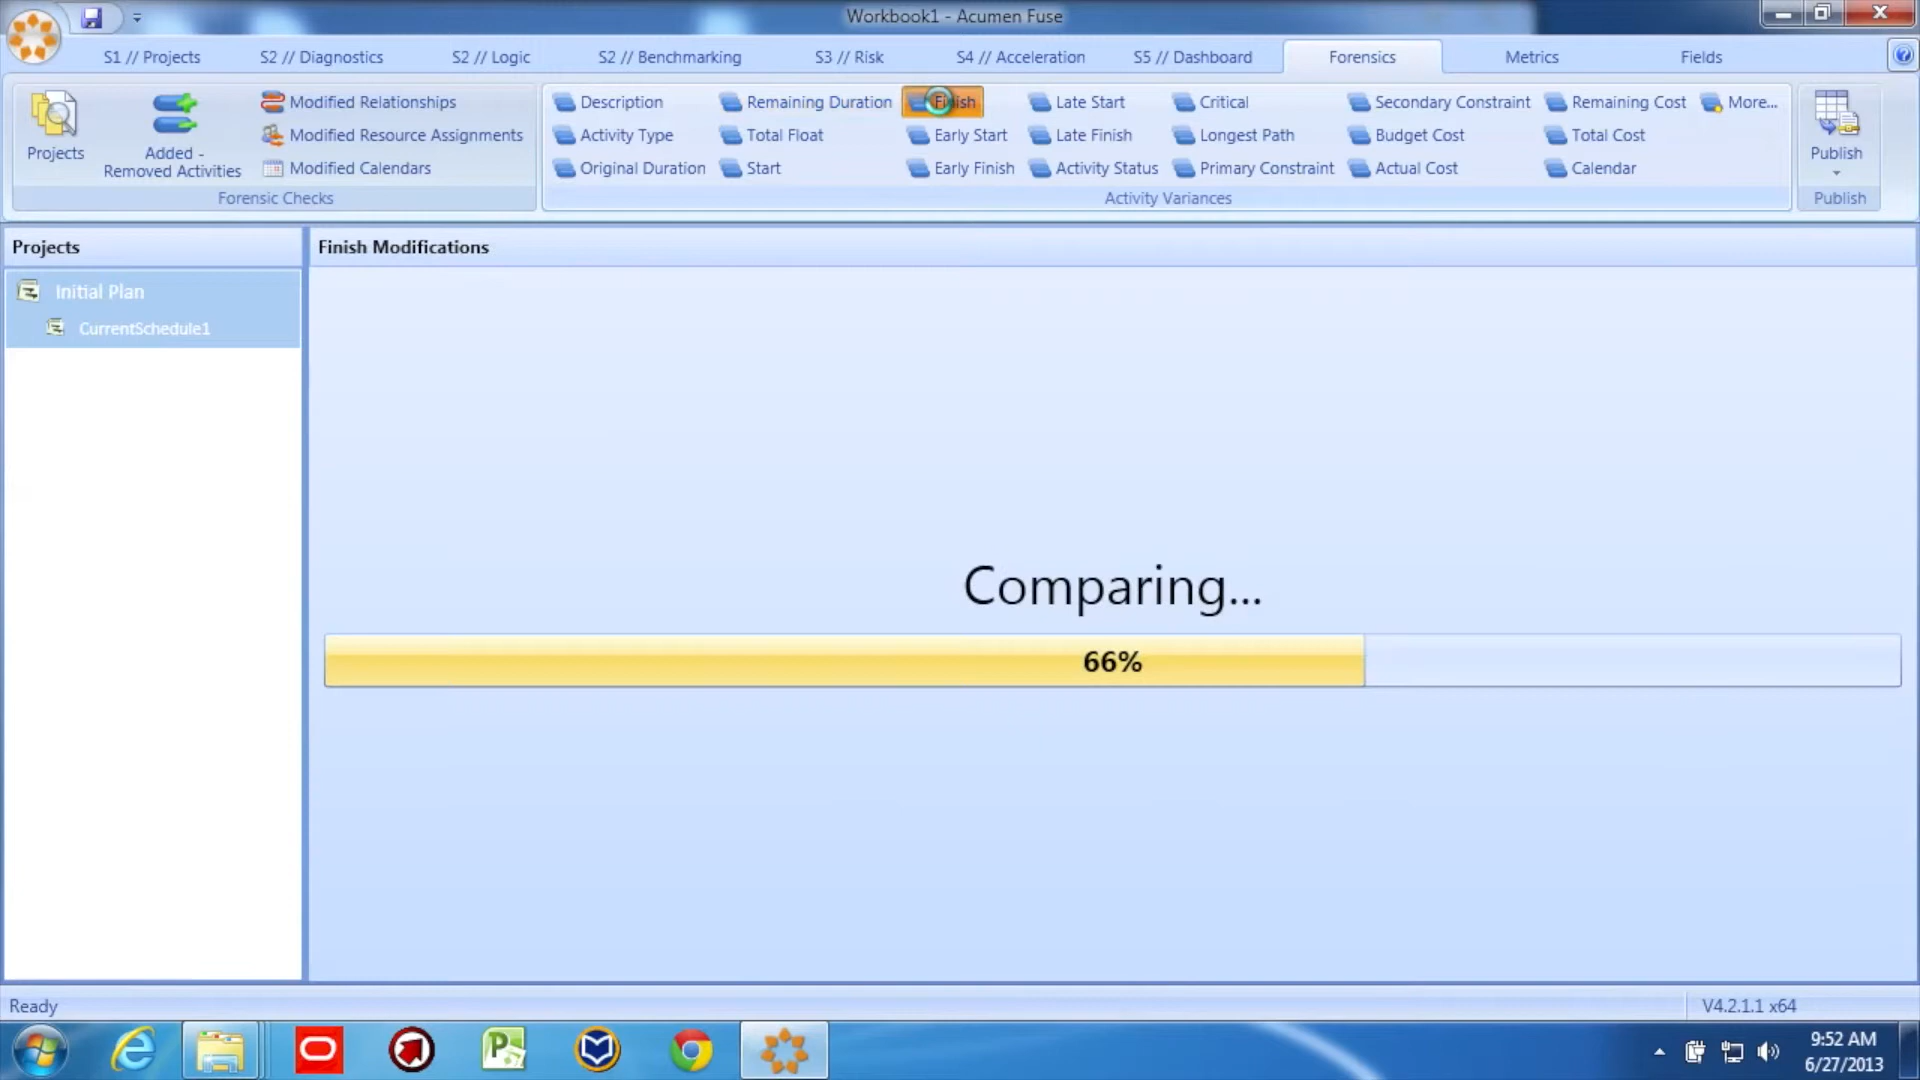 Workbook1 - Acumen Fuse
S1 // Projects S2 // Diagnostics S2 // Logic S2 // Benchmarking S3 // Risk S4 // Acceleration S5 // Dashboard Forensics Metrics Fields
Projects
Added -
Removed Activities
Modified Relationships
Modified Resource Assignments
Modified Calendars
Forensic Checks
Description Remaining Duration Finish Late Start Critical Secondary Constraint Remaining Cost More...
Activity Type Total Float Early Start Late Finish Longest Path Budget Cost Total Cost
Original Duration Start Early Finish Activity Status Primary Constraint Actual Cost Calendar
Activity Variances
Publish
Publish
Projects
Initial Plan
CurrentSchedule1
Finish Modifications
Comparing...
66%
Ready
V4.2.1.1 x64
9:52 AM
6/27/2013